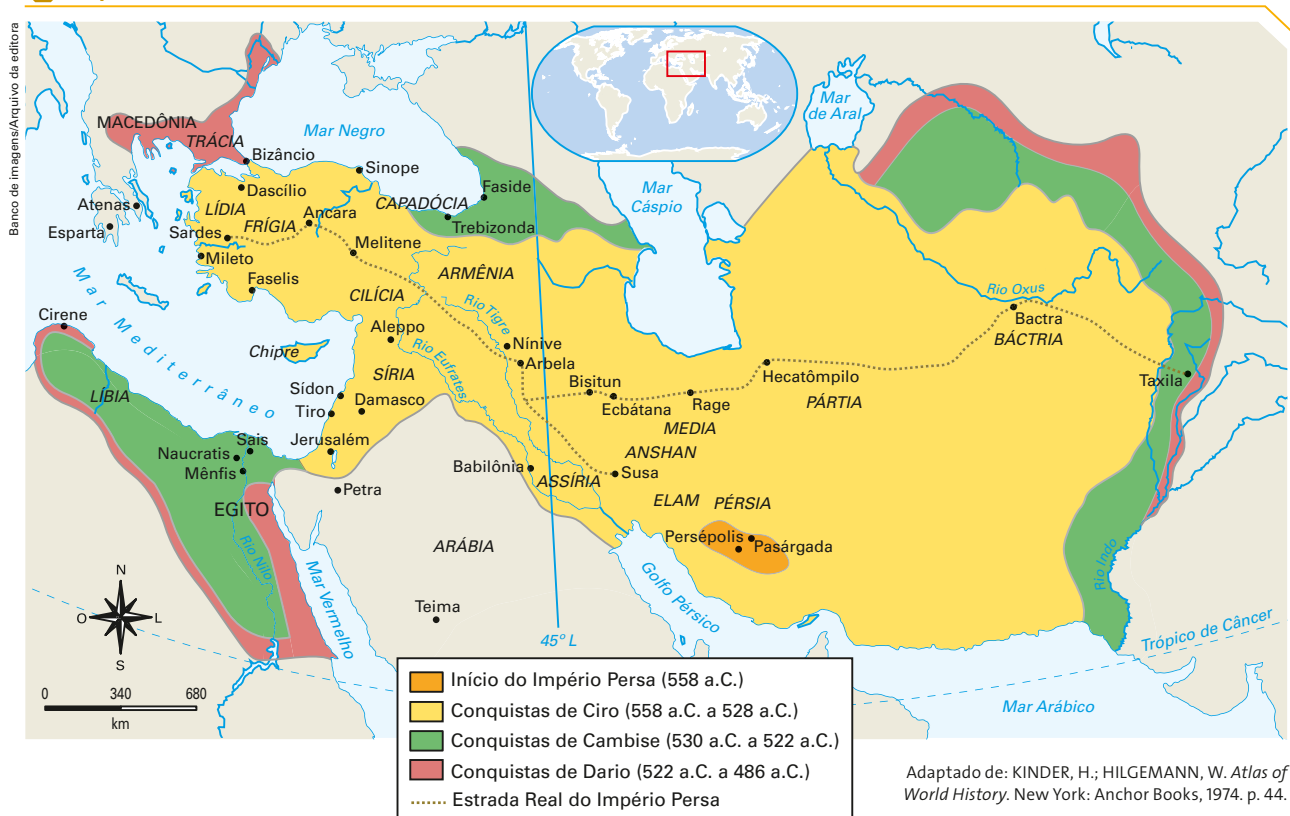 Banco de imagens/Arquivo da editora
MACEDÔNIA
TRÁCIA
Mar Negro
Bizâncio
Sinope
Mar
de Aral
Dascílio
LÍDIA
FRÍGIA
Ancara
CAPADÓCIA
Faside
Trebizonda
Mar
Cáspio
Atenas
Esparta
Sardes
Mileto
Faselis
Melitene
ARMÊNIA
CILÍCIA
Rio Tigre
Rio Oxus
Bactra
BÁCTRIA
Mar Mediterrâneo
Cirene
Chipre
Aleppo
Rio Eufrates
SÍRIA
Nínive
Arbela
Bisitun
Ecbátana
Rage
MEDIA
Hecatômpilo
PÁRTIA
Taxila
LÍBIA
Sídon
Tiro
Damasco
Jerusalém
Sais
Naucratis
Mênfis
Petra
Babilônia
ASSÍRIA
ANSHAN
Susa
ELAM
PÉRSIA
Persépolis
Pasárgada
EGITO
Rio Nilo
ARÁBIA
Mar Vermelho
Teima
Golfo Pérsico
Rio Indo
45º L
Trópico de Câncer
Mar Arábico
N
O
L
S
0 340 680
km
Início do Império Persa (558 a.C.)
Conquistas de Ciro (558 a.C. a 528 a.C.)
Conquistas de Cambise (530 a.C. a 522 a.C.)
Conquistas de Dario (522 a.C. a 486 a.C.)
Estrada Real do Império Persa
Adaptado de: KINDER, H.; HILGEMANN, W. Atlas of
World History. New York: Anchor Books, 1974. p. 44.